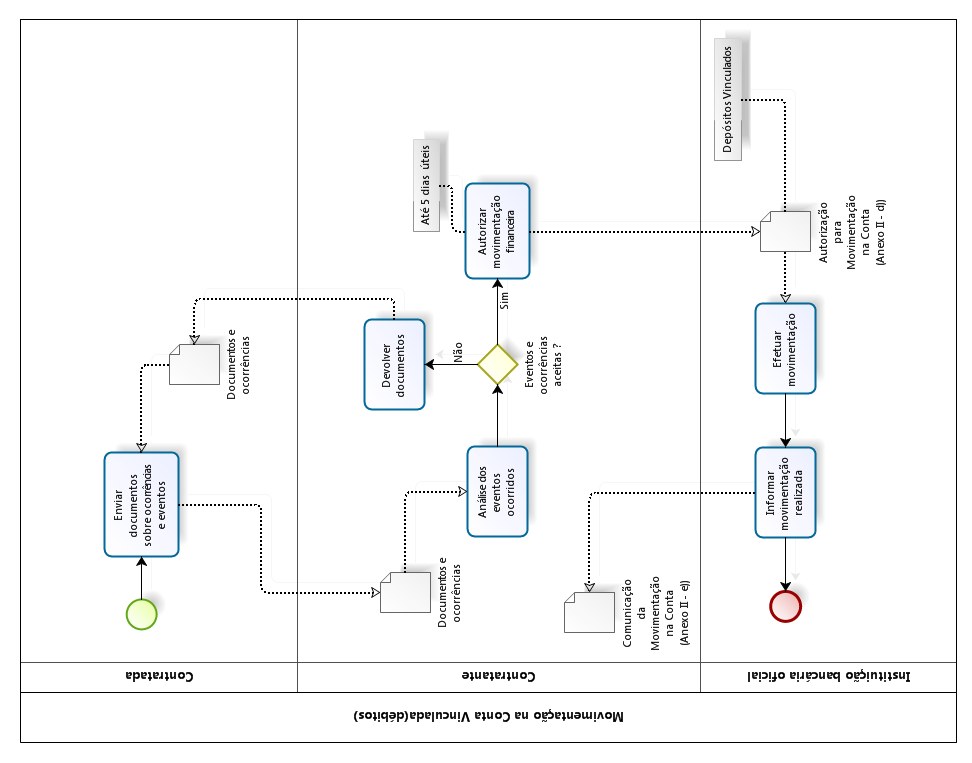 Movimentação na Conta Vinculada(débitos)
Contratada
Enviar
documentos
sobre ocorrências
e eventos
Documentos e
ocorrências
Contratante
Documentos e
ocorrências
Análise dos
eventos
ocorridos
Eventos e
ocorrências
aceitas ?
Não
Devolver
documentos
Sim
Autorizar
movimentação
financeira
Até 5 dias úteis
Comunicação
da
Movimentação
na Conta
(Anexo II - e))
Instituição bancária oficial
Depósitos Vinculados
Autorização
para
Movimentação
na Conta
(Anexo II - d))
Efetuar
movimentação
Informar
movimentação
realizada